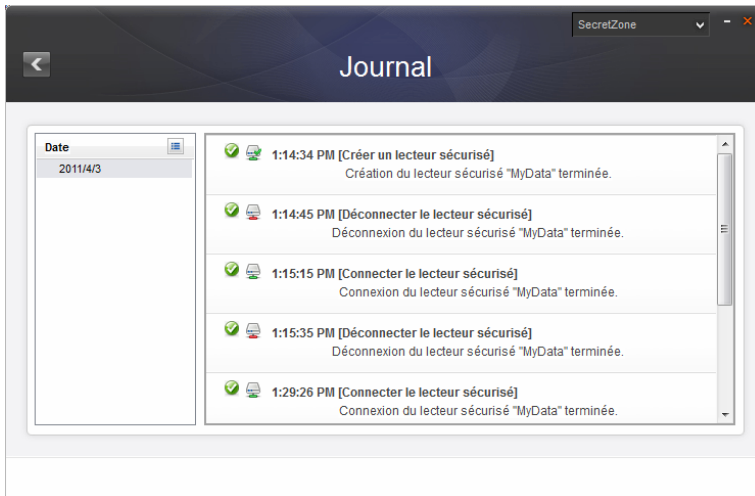 SecretZone
Journal
Date
2011/4/3
1:14:34 PM [Créer un lecteur sécurisé]
Création du lecteur sécurisé "MyData" terminée.
1:14:45 PM [Déconnecter le lecteur sécurisé]
Déconnexion du lecteur sécurisé "MyData" terminée.
1:15:15 PM [Connecter le lecteur sécurisé]
Connexion du lecteur sécurisé "MyData" terminée.
1:15:35 PM [Déconnecter le lecteur sécurisé]
Déconnexion du lecteur sécurisé "MyData" terminée.
1:29:26 PM [Connecter le lecteur sécurisé]
Connexion du lecteur sécurisé "MyData" terminée.